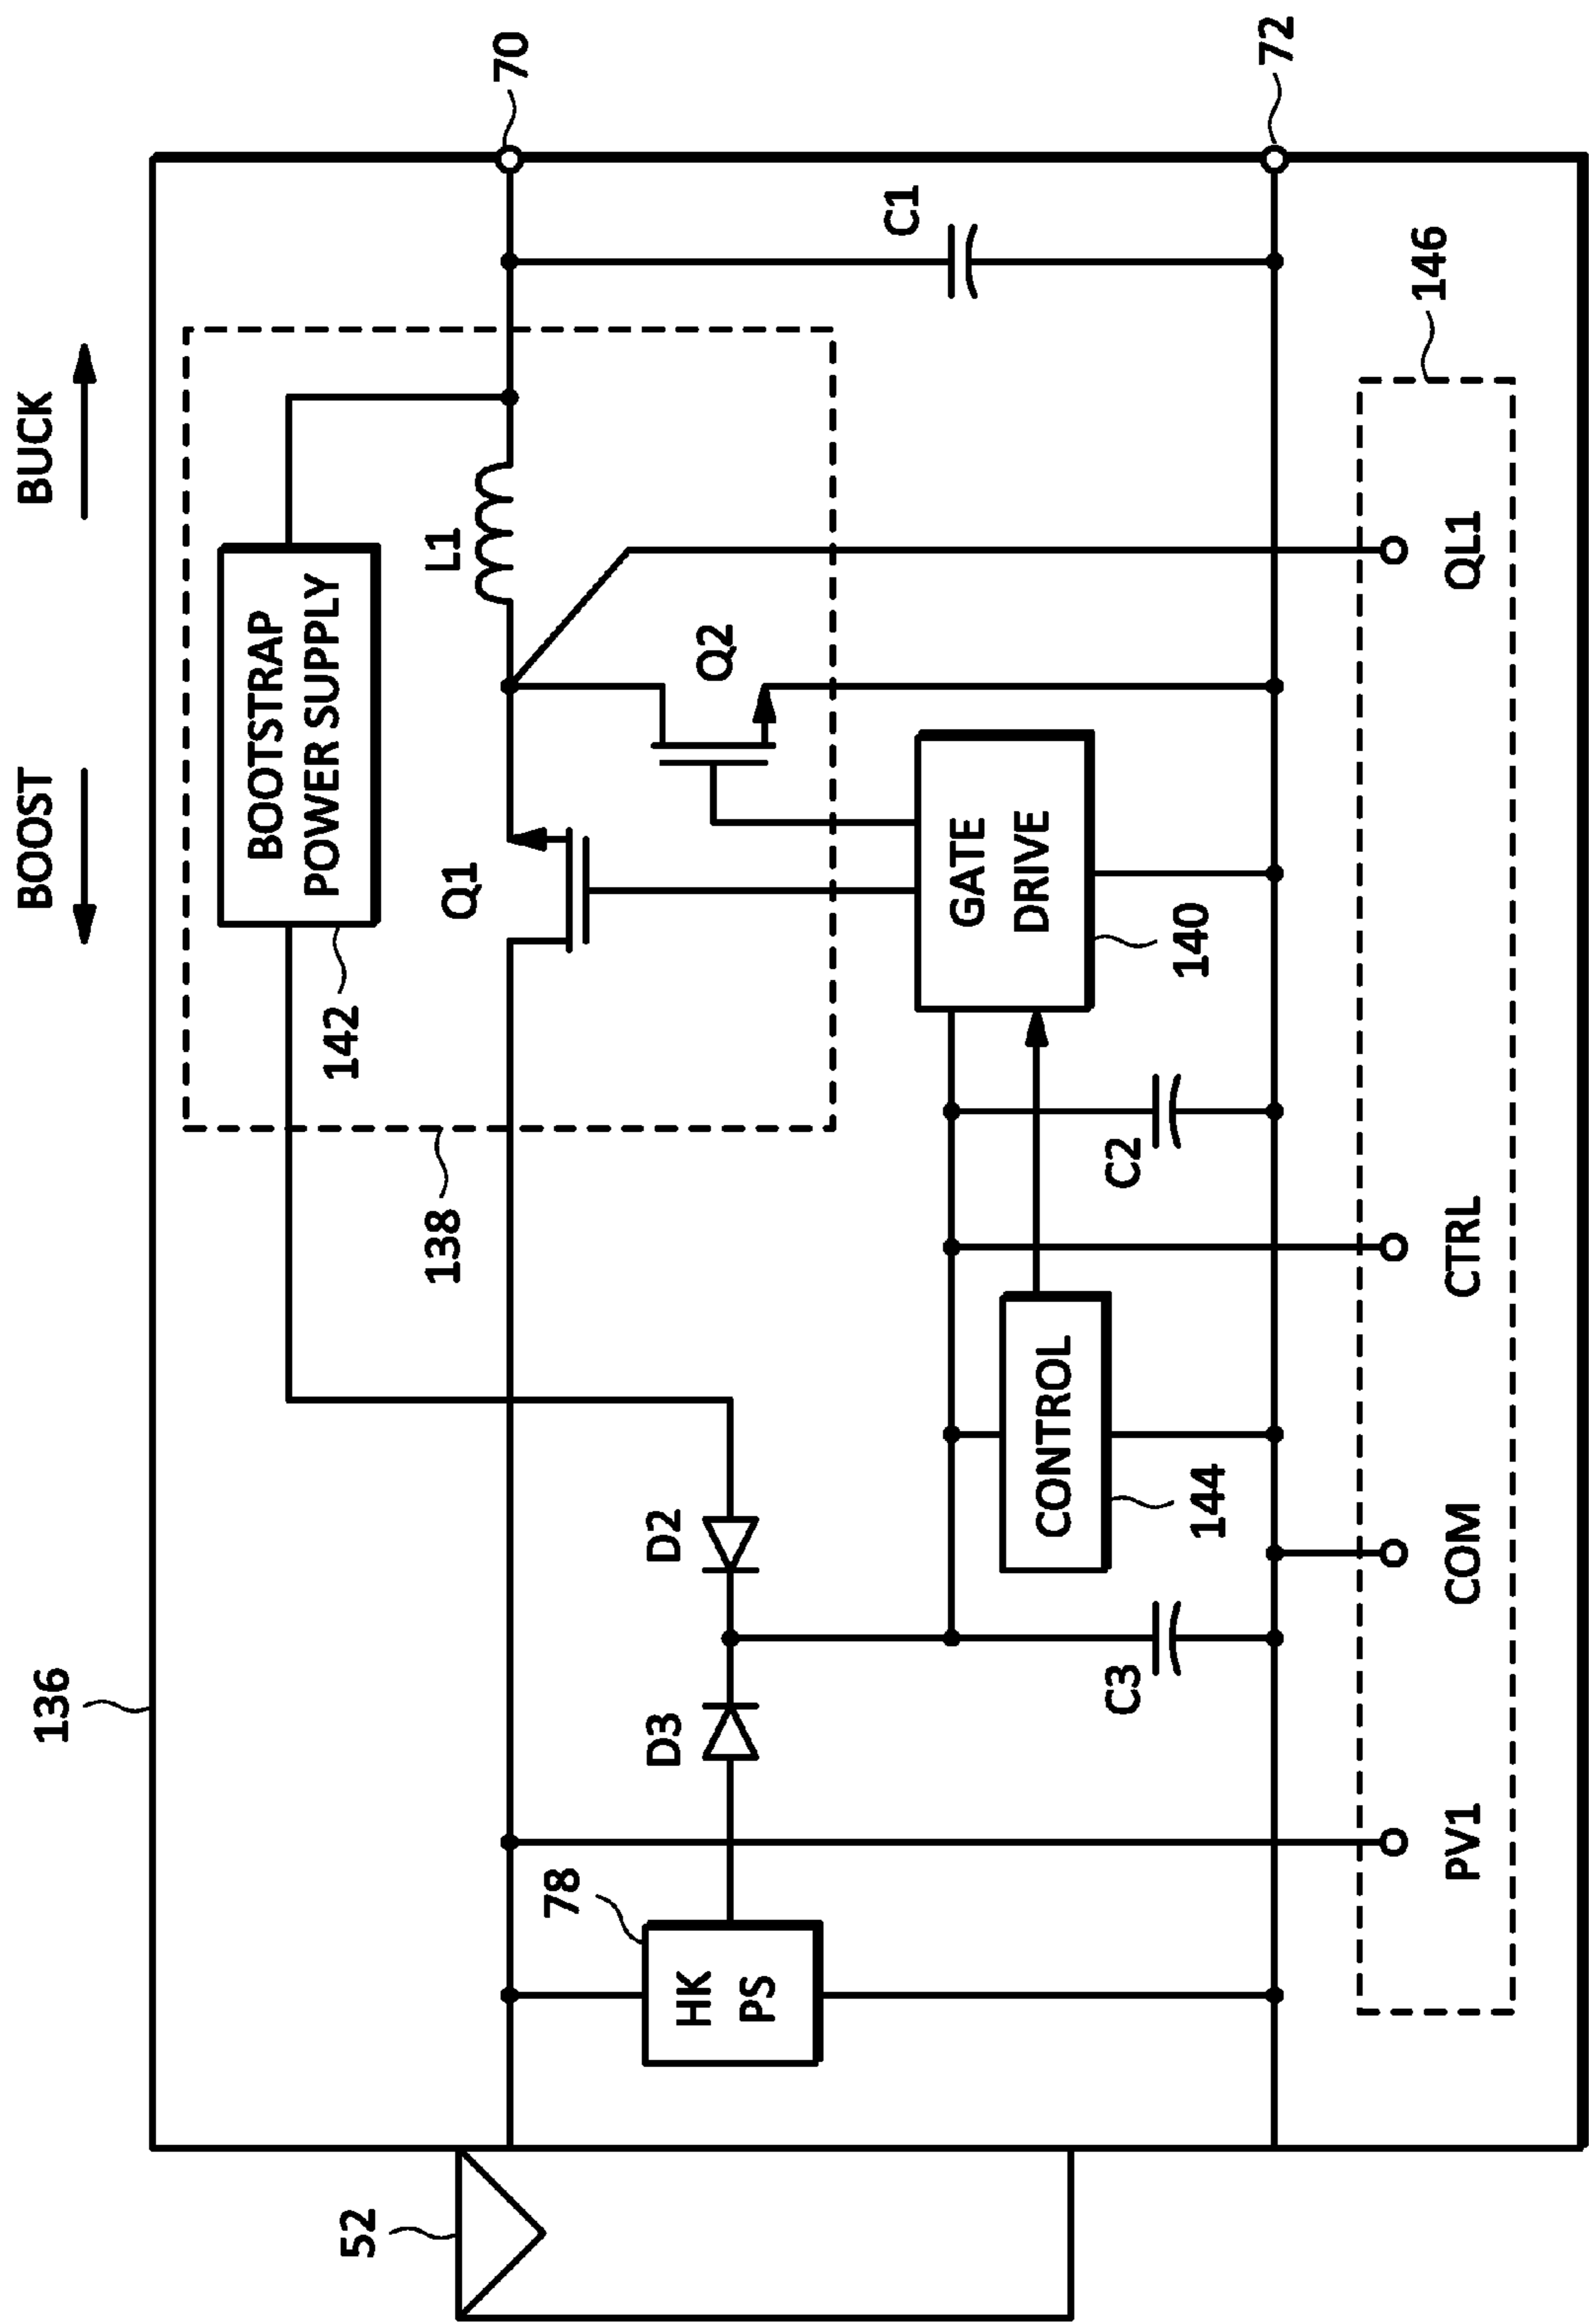 BOOST
BUCK
136
BOOTSTRAP
POWER SUPPLY
142
138
L1
70
Q1
Q2
C1
52
78
HK
PS
D3
D2
GATE
DRIVE
140
CONTROL
144
C3
C2
72
146
PV1
COM
CTRL
QL1